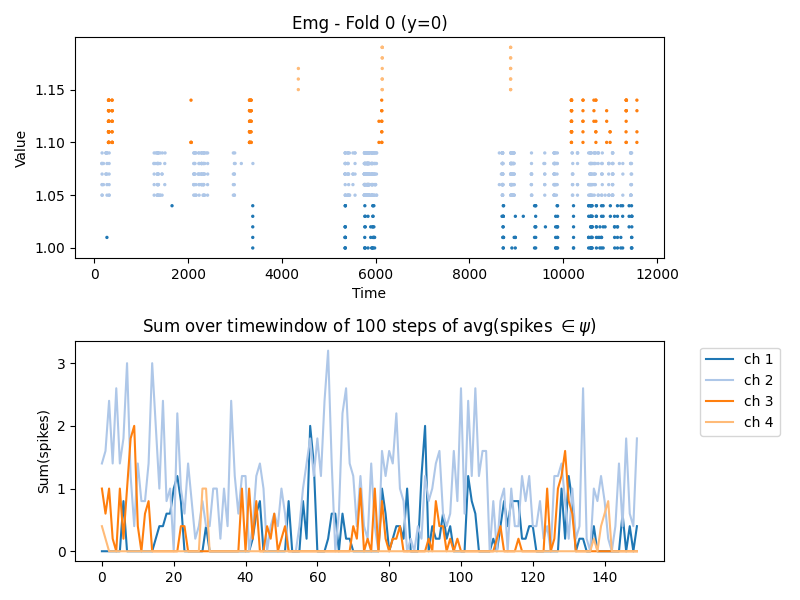 Emg - Fold 0 (y=0)
Value
1.15
1.10
1.05
1.00
0 2000 4000 6000 8000 10000 12000
Time
Sum over timewindow of 100 steps of avg(spikes ∈ ψ)
Sum(spikes)
3
2
1
0
0 20 40 60 80 100 120 140
ch 1
ch 2
ch 3
ch 4